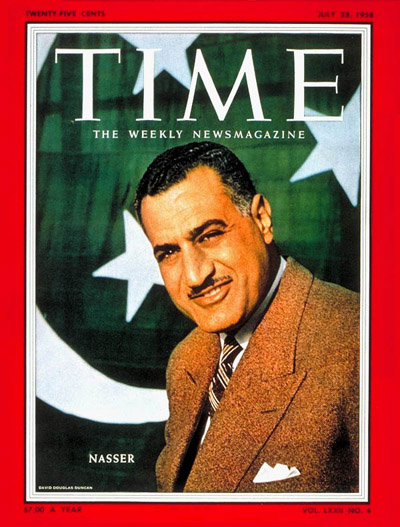 TWENTY-FIVE CENTS JULY 28, 1958
TIME
THE WEEKLY NEWSMAGAZINE
NASSER
DAVID DOUGLAS DUNCAN
$7.00 A YEAR VOL. LXXII NO. 4